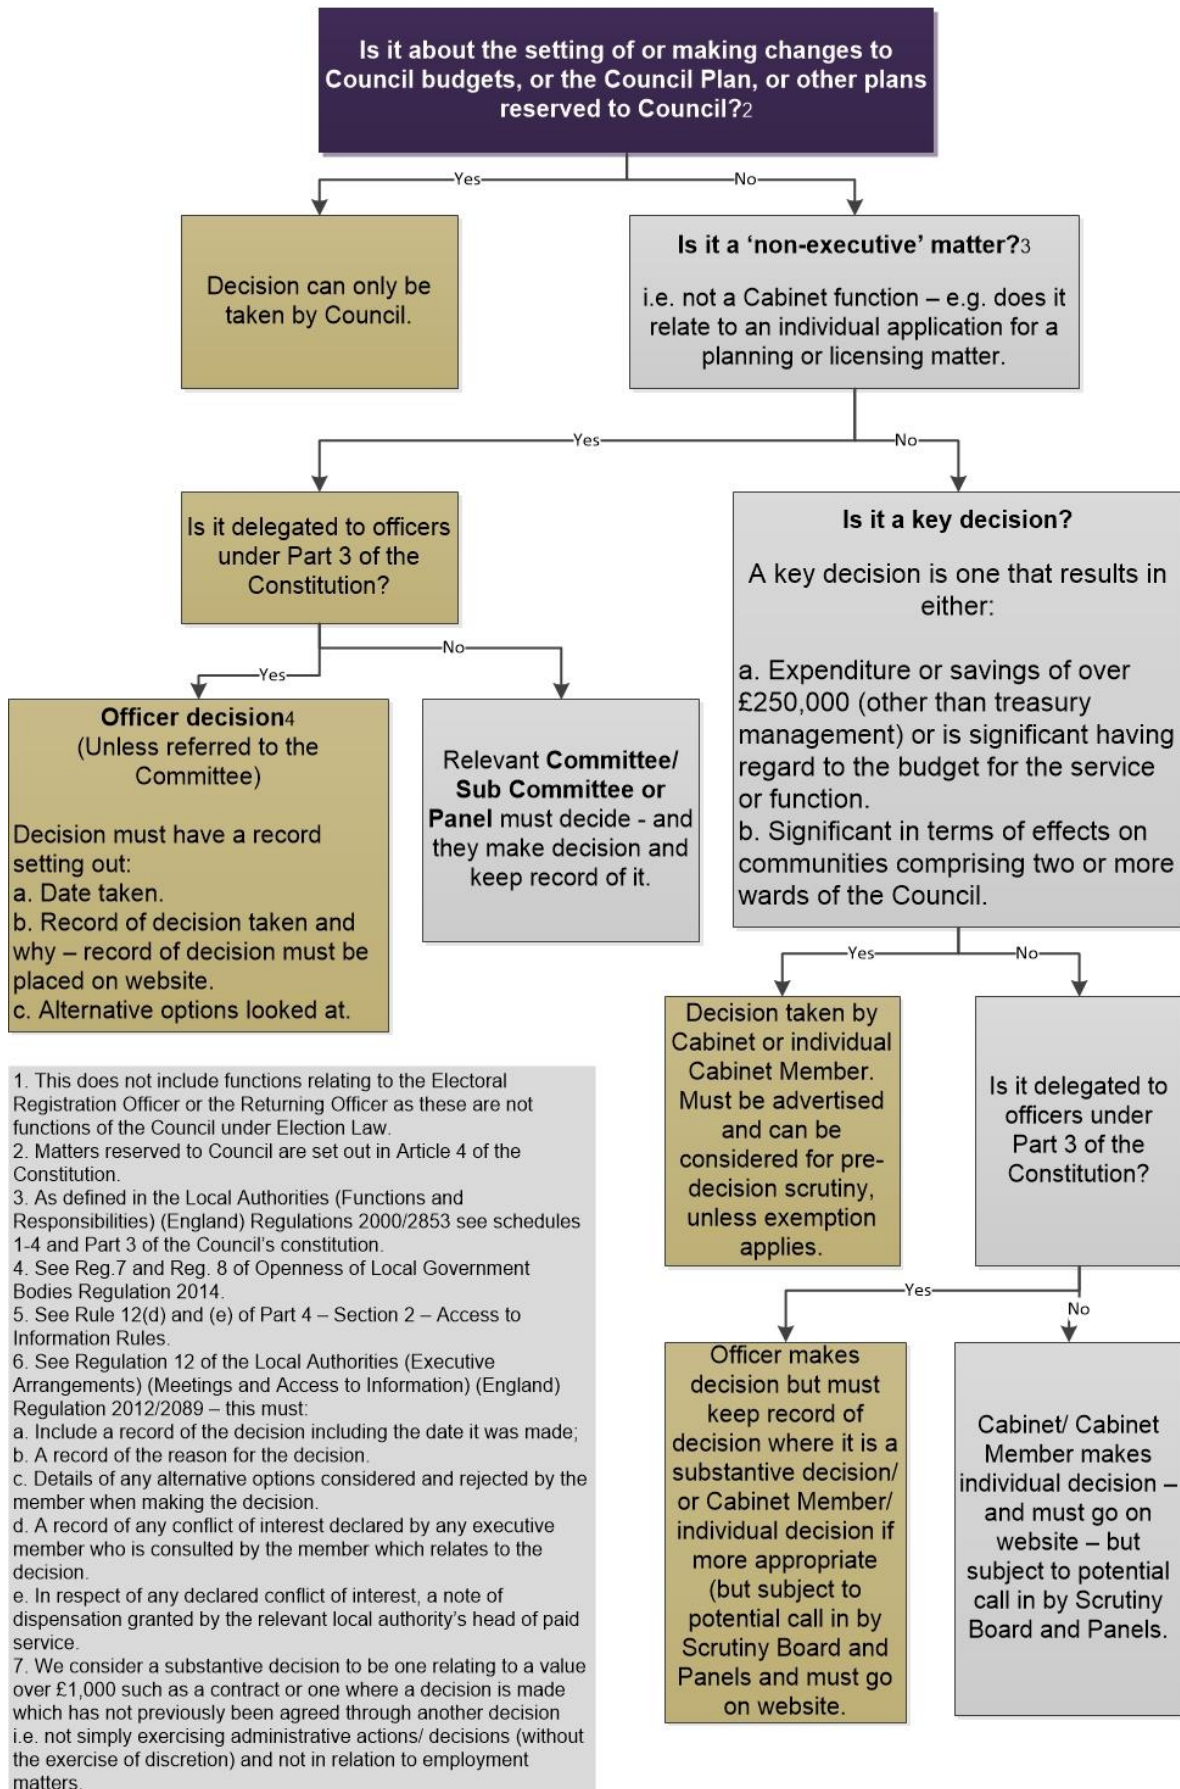 Is it about the setting of or making changes to
Council budgets, or the Council Plan, or other plans
reserved to Council?2
Yes
No
Decision can only be
taken by Council.
Is it a ‘non-executive’ matter?3
i.e. not a Cabinet function – e.g. does it
relate to an individual application for a
planning or licensing matter.
Yes
No
Is it delegated to officers
under Part 3 of the
Constitution?
Is it a key decision?
A key decision is one that results in
either:
a. Expenditure or savings of over
£250,000 (other than treasury
management) or is significant having
regard to the budget for the service
or function.
b. Significant in terms of effects on
communities comprising two or more
wards of the Council.
Yes
No
Officer decision4
(Unless referred to the
Committee)
Decision must have a record
setting out:
a. Date taken.
b. Record of decision taken and
why – record of decision must be
placed on website.
c. Alternative options looked at.
Relevant Committee/
Sub Committee or
Panel must decide - and
they make decision and
keep record of it.
Yes
No
Decision taken by
Cabinet or individual
Cabinet Member.
Must be advertised
and can be
considered for pre-
decision scrutiny,
unless exemption
applies.
Is it delegated to
officers under
Part 3 of the
Constitution?
Yes
No
Officer makes
decision but must
keep record of
decision where it is a
substantive decision/
or Cabinet Member/
individual decision if
more appropriate
(but subject to
potential call in by
Scrutiny Board and
Panels and must go
on website.
Cabinet/ Cabinet
Member makes
individual decision –
and must go on
website – but
subject to potential
call in by Scrutiny
Board and Panels.
1. This does not include functions relating to the Electoral
Registration Officer or the Returning Officer as these are not
functions of the Council under Election Law.
2. Matters reserved to Council are set out in Article 4 of the
Constitution.
3. As defined in the Local Authorities (Functions and
Responsibilities) (England) Regulations 2000/2853 see schedules
1-4 and Part 3 of the Council’s constitution.
4. See Reg.7 and Reg. 8 of Openness of Local Government
Bodies Regulation 2014.
5. See Rule 12(d) and (e) of Part 4 – Section 2 – Access to
Information Rules.
6. See Regulation 12 of the Local Authorities (Executive
Arrangements) (Meetings and Access to Information) (England)
Regulation 2012/2089 – this must:
a. Include a record of the decision including the date it was made;
b. A record of the reason for the decision.
c. Details of any alternative options considered and rejected by the
member when making the decision.
d. A record of any conflict of interest declared by any executive
member who is consulted by the member which relates to the
decision.
e. In respect of any declared conflict of interest, a note of
dispensation granted by the relevant local authority’s head of paid
service.
7. We consider a substantive decision to be one relating to a value
over £1,000 such as a contract or one where a decision is made
which has not previously been agreed through another decision
i.e. not simply exercising administrative actions/ decisions (without
the exercise of discretion) and not in relation to employment
matters.